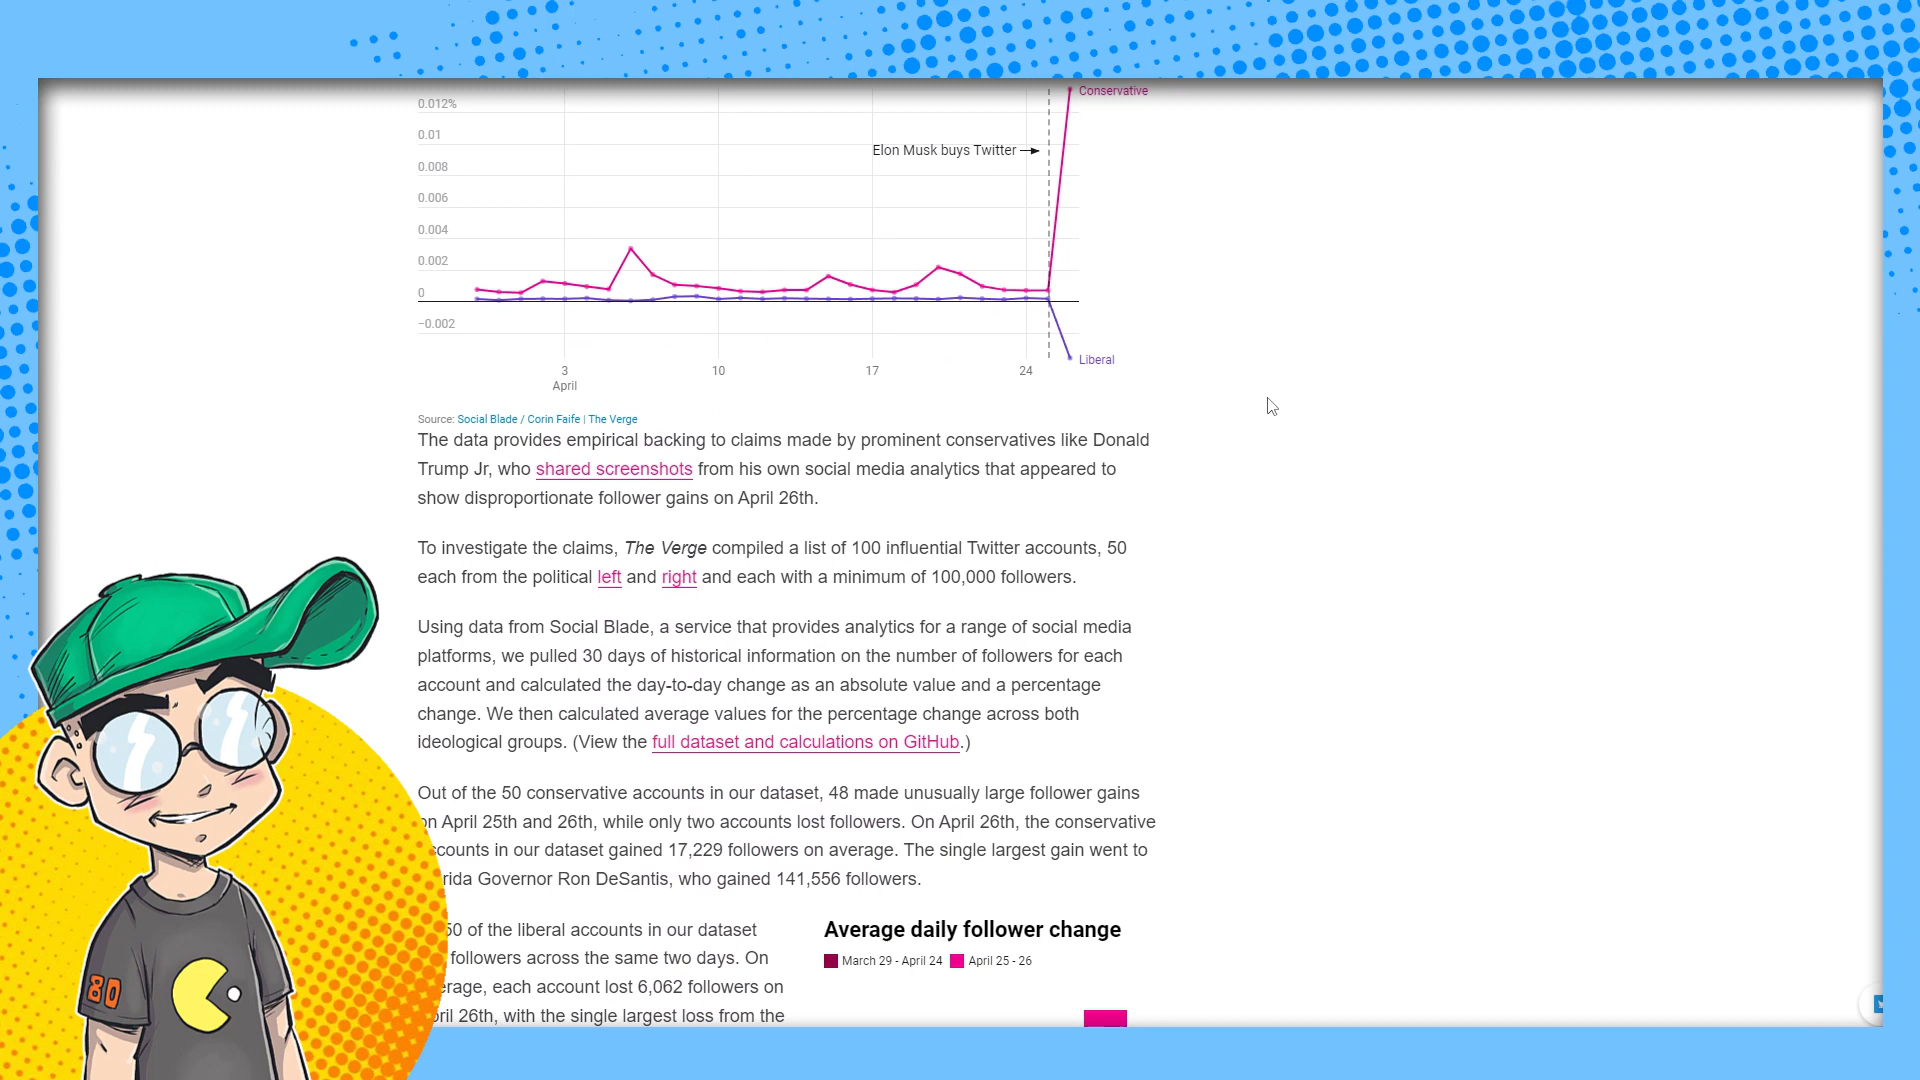 Conservative
0.012%
0.01
Elon Musk buys Twitter
0.008
0.006
0.004
0.002
0
−0.002
Liberal
3 10 17 24
April
Source: Social Blade / Corin Faife | The Verge
The data provides empirical backing to claims made by prominent conservatives like Donald
Trump Jr, who shared screenshots from his own social media analytics that appeared to
show disproportionate follower gains on April 26th.
To investigate the claims, The Verge compiled a list of 100 influential Twitter accounts, 50
each from the political left and right and each with a minimum of 100,000 followers.
Using data from Social Blade, a service that provides analytics for a range of social media
platforms, we pulled 30 days of historical information on the number of followers for each
account and calculated the day-to-day change as an absolute value and a percentage
change. We then calculated average values for the percentage change across both
ideological groups. (View the full dataset and calculations on GitHub.)
Out of the 50 conservative accounts in our dataset, 48 made unusually large follower gains
on April 25th and 26th, while only two accounts lost followers. On April 26th, the conservative
ccounts in our dataset gained 17,229 followers on average. The single largest gain went to
rida Governor Ron DeSantis, who gained 141,556 followers.
50 of the liberal accounts in our dataset
followers across the same two days. On
erage, each account lost 6,062 followers on
ril 26th, with the single largest loss from the
Average daily follower change
March 29 - April 24 April 25 - 26
80